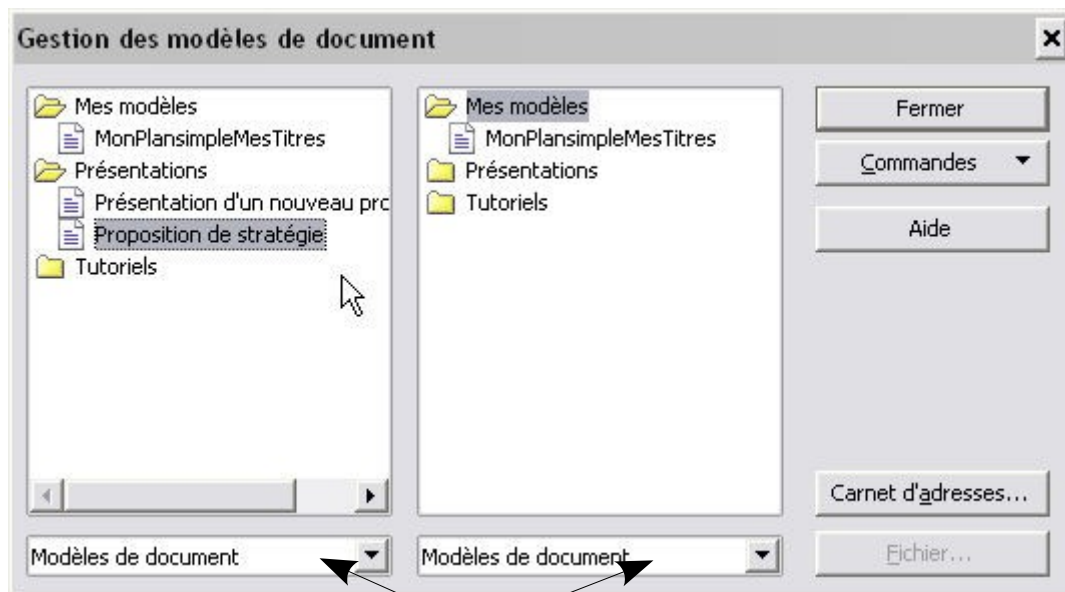 Gestion des modèles de document
Mes modèles
MonPlansimpleMesTitres
Présentations
Présentation d'un nouveau prc
Proposition de stratégie
Tutoriels
Modèles de document
Mes modèles
MonPlansimpleMesTitres
Présentations
Tutoriels
Modèles de document
Fermer
Commandes
Aide
Carnet d'adresses...
Fichier...